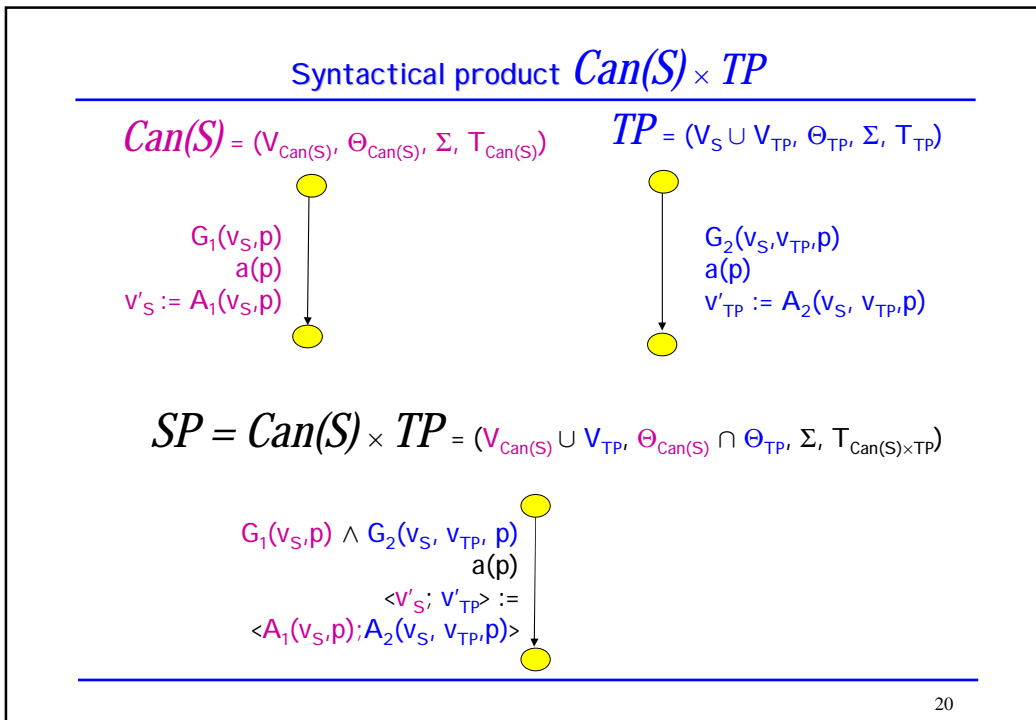 Syntactical product Can(S) × TP
Can(S) = (V_Can(S), Θ_Can(S), Σ, T_Can(S))
TP = (V_S ∪ V_TP, Θ_TP, Σ, T_TP)
G₁(v_S,p)
a(p)
v'_S := A₁(v_S,p)
G₂(v_S,v_TP,p)
a(p)
v'_TP := A₂(v_S, v_TP,p)
SP = Can(S) × TP = (V_Can(S) ∪ V_TP, Θ_Can(S) ∩ Θ_TP, Σ, T_Can(S)×TP)
G₁(v_S,p) ∧ G₂(v_S, v_TP, p)
a(p)
<v'_S; v'_TP> :=
<A₁(v_S,p);A₂(v_S, v_TP,p)>
20